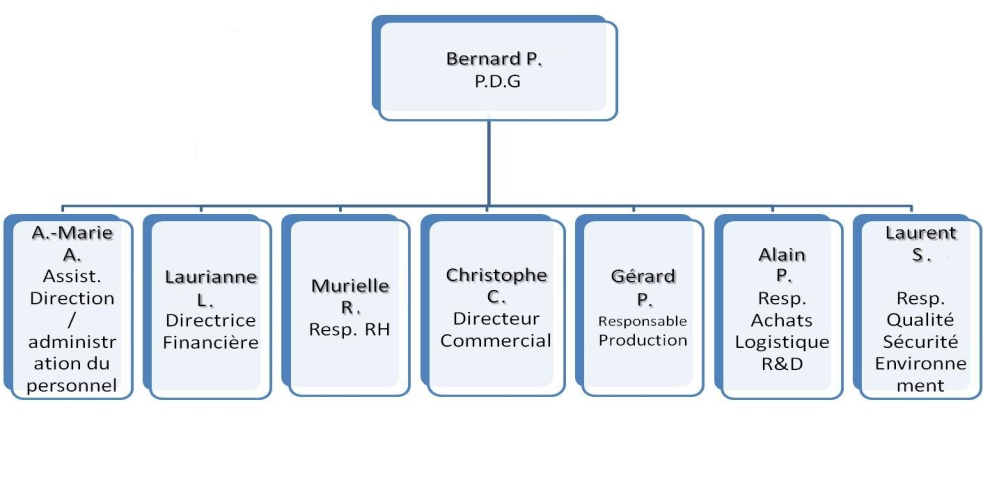 Bernard P.
P.D.G
A.-Marie
A.
Assist.
Direction
/
administr
ation du
personnel
Laurianne
L.
Directrice
Financière
Murielle
R.
Resp. RH
Christophe
C.
Directeur
Commercial
Gérard
P.
Responsable
Production
Alain
P.
Resp.
Achats
Logistique
R&D
Laurent
S.
Resp.
Qualité
Sécurité
Environne
ment